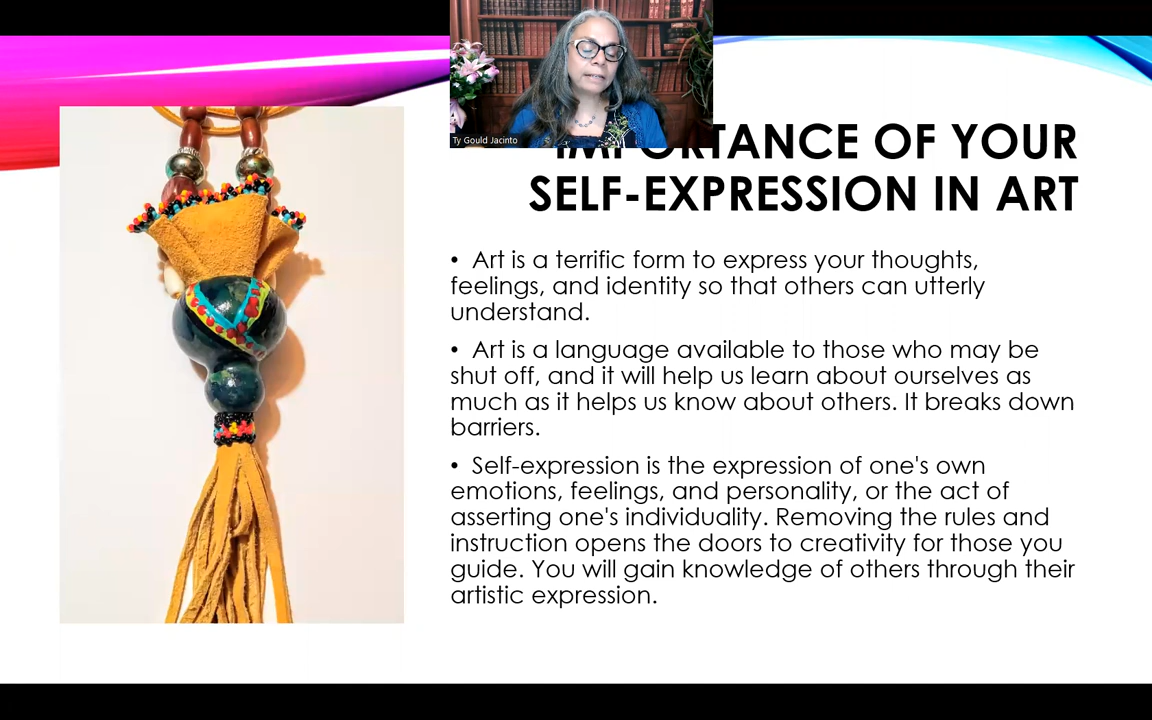 Ty Gould Jacinto
IMPORTANCE OF YOUR
SELF-EXPRESSION IN ART
• Art is a terrific form to express your thoughts,
feelings, and identity so that others can utterly
understand.
• Art is a language available to those who may be
shut off, and it will help us learn about ourselves as
much as it helps us know about others. It breaks down
barriers.
• Self-expression is the expression of one's own
emotions, feelings, and personality, or the act of
asserting one's individuality. Removing the rules and
instruction opens the doors to creativity for those you
guide. You will gain knowledge of others through their
artistic expression.